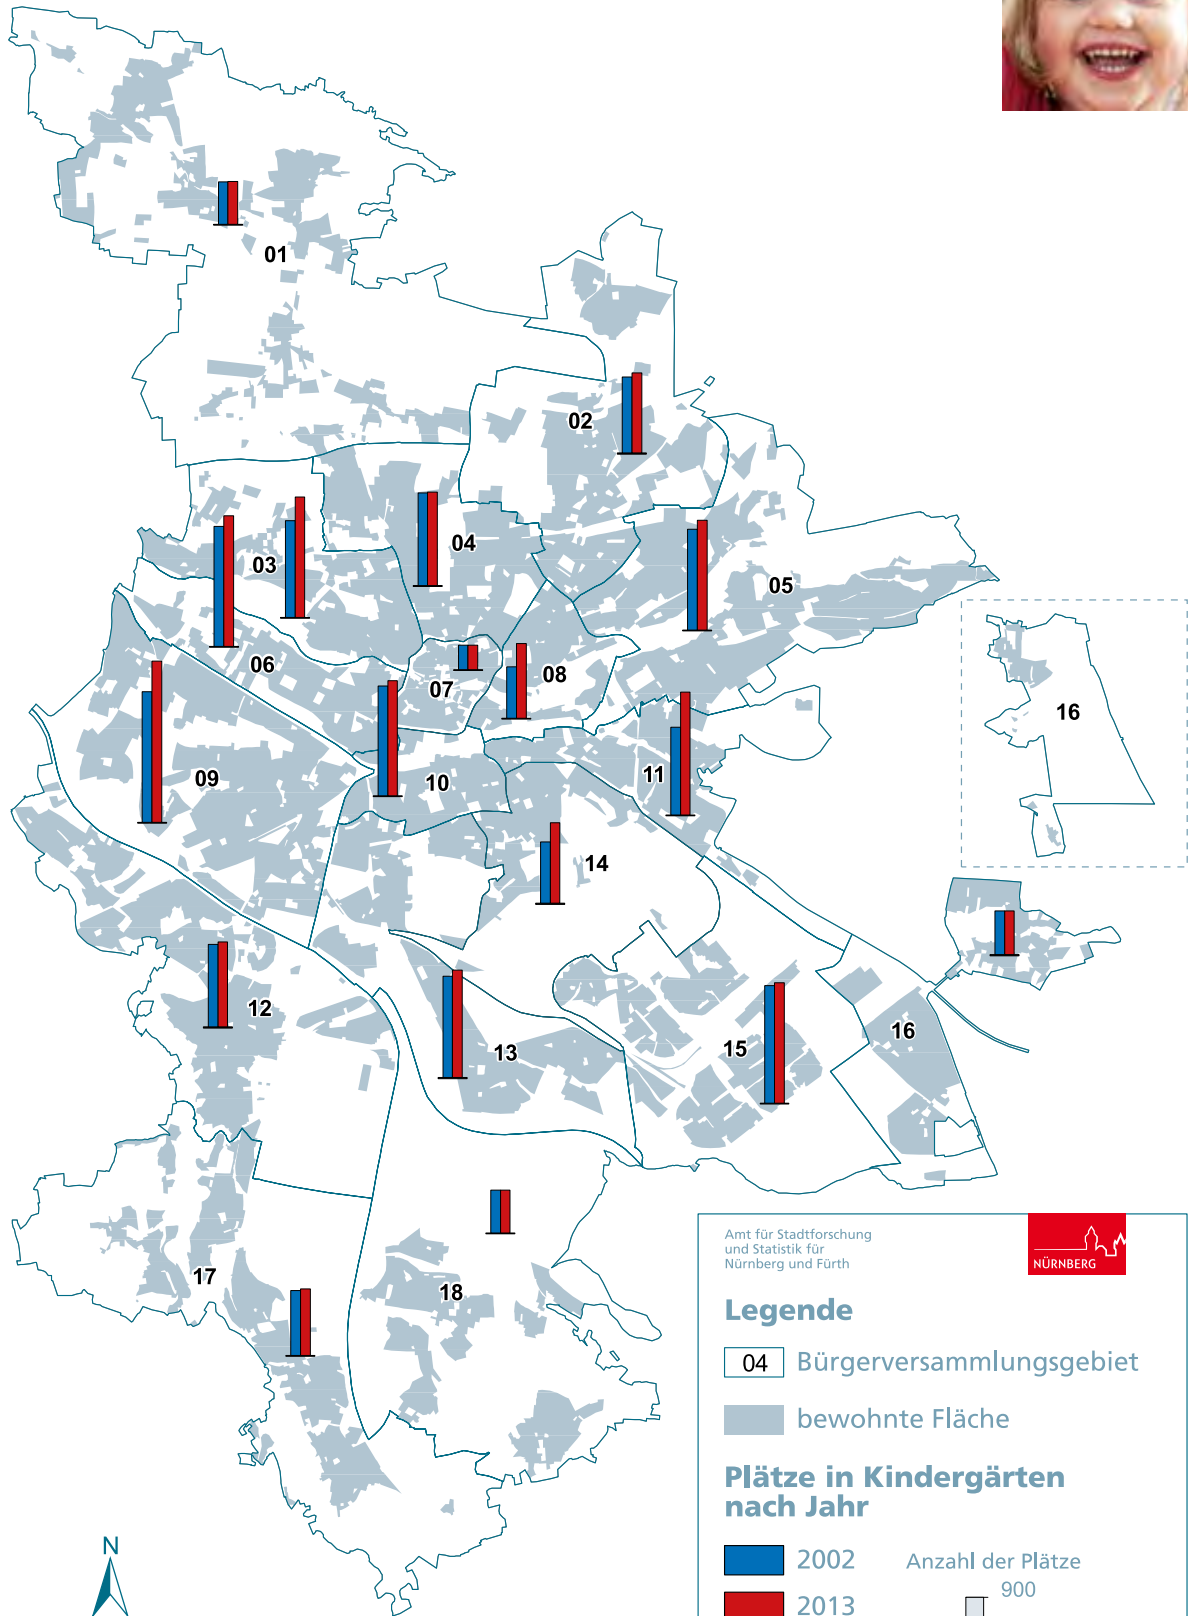 01
02
03
04
05
06
07
08
09
10
11
12
13
14
15
16
16
17
18
N
Amt für Stadtforschung
und Statistik für
Nürnberg und Fürth
NÜRNBERG
Legende
04 Bürgerversammlungsgebiet
bewohnte Fläche
Plätze in Kindergärten
nach Jahr
2002 Anzahl der Plätze
900
2013